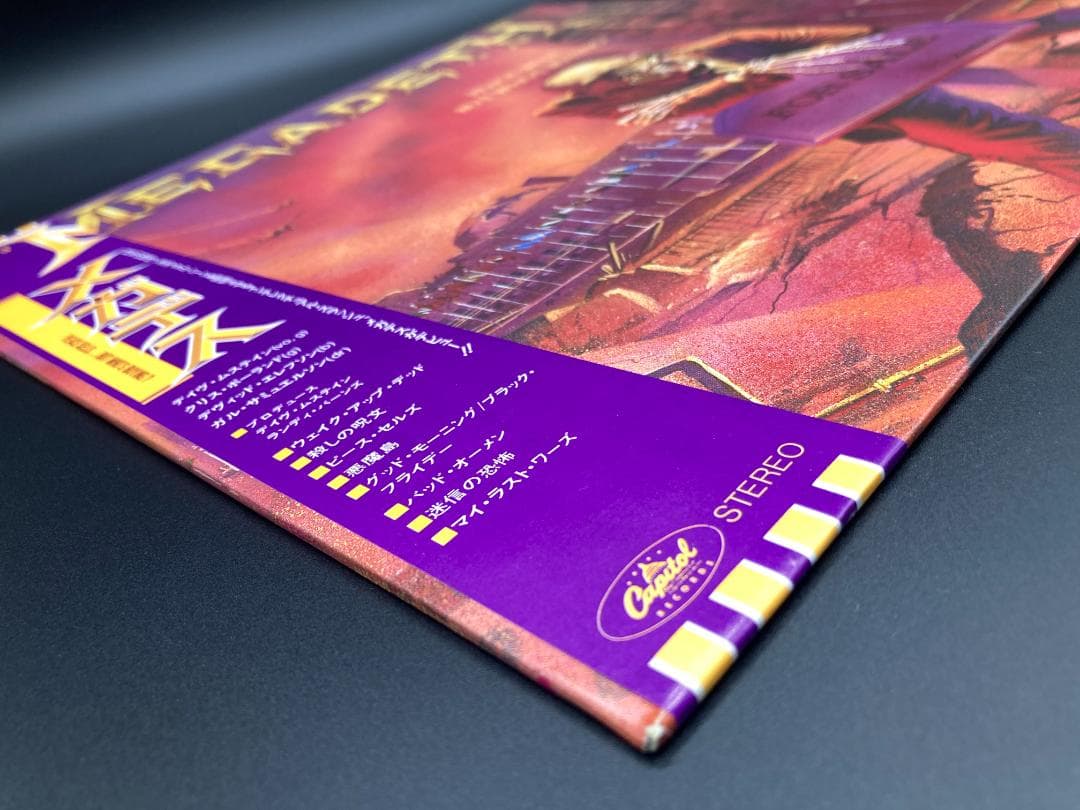 MEGADETH
メガデス
デイヴ・ムステイン(vo, g)
クリス・ポーランド(g)
デヴィッド・エレフソン(b)
ガル・サミュエルソン(dr)
プロデュース
デイヴ・ムステイン
ランディ・バーンズ
ウェイク・アップ・デッド
殺しの呪文
ピース・セルズ
悪魔島
グッド・モーニング/ブラック・
フライデー
バッド・オーメン
迷信の恐怖
マイ・ラスト・ワーズ
Capitol
RECORDS
STEREO